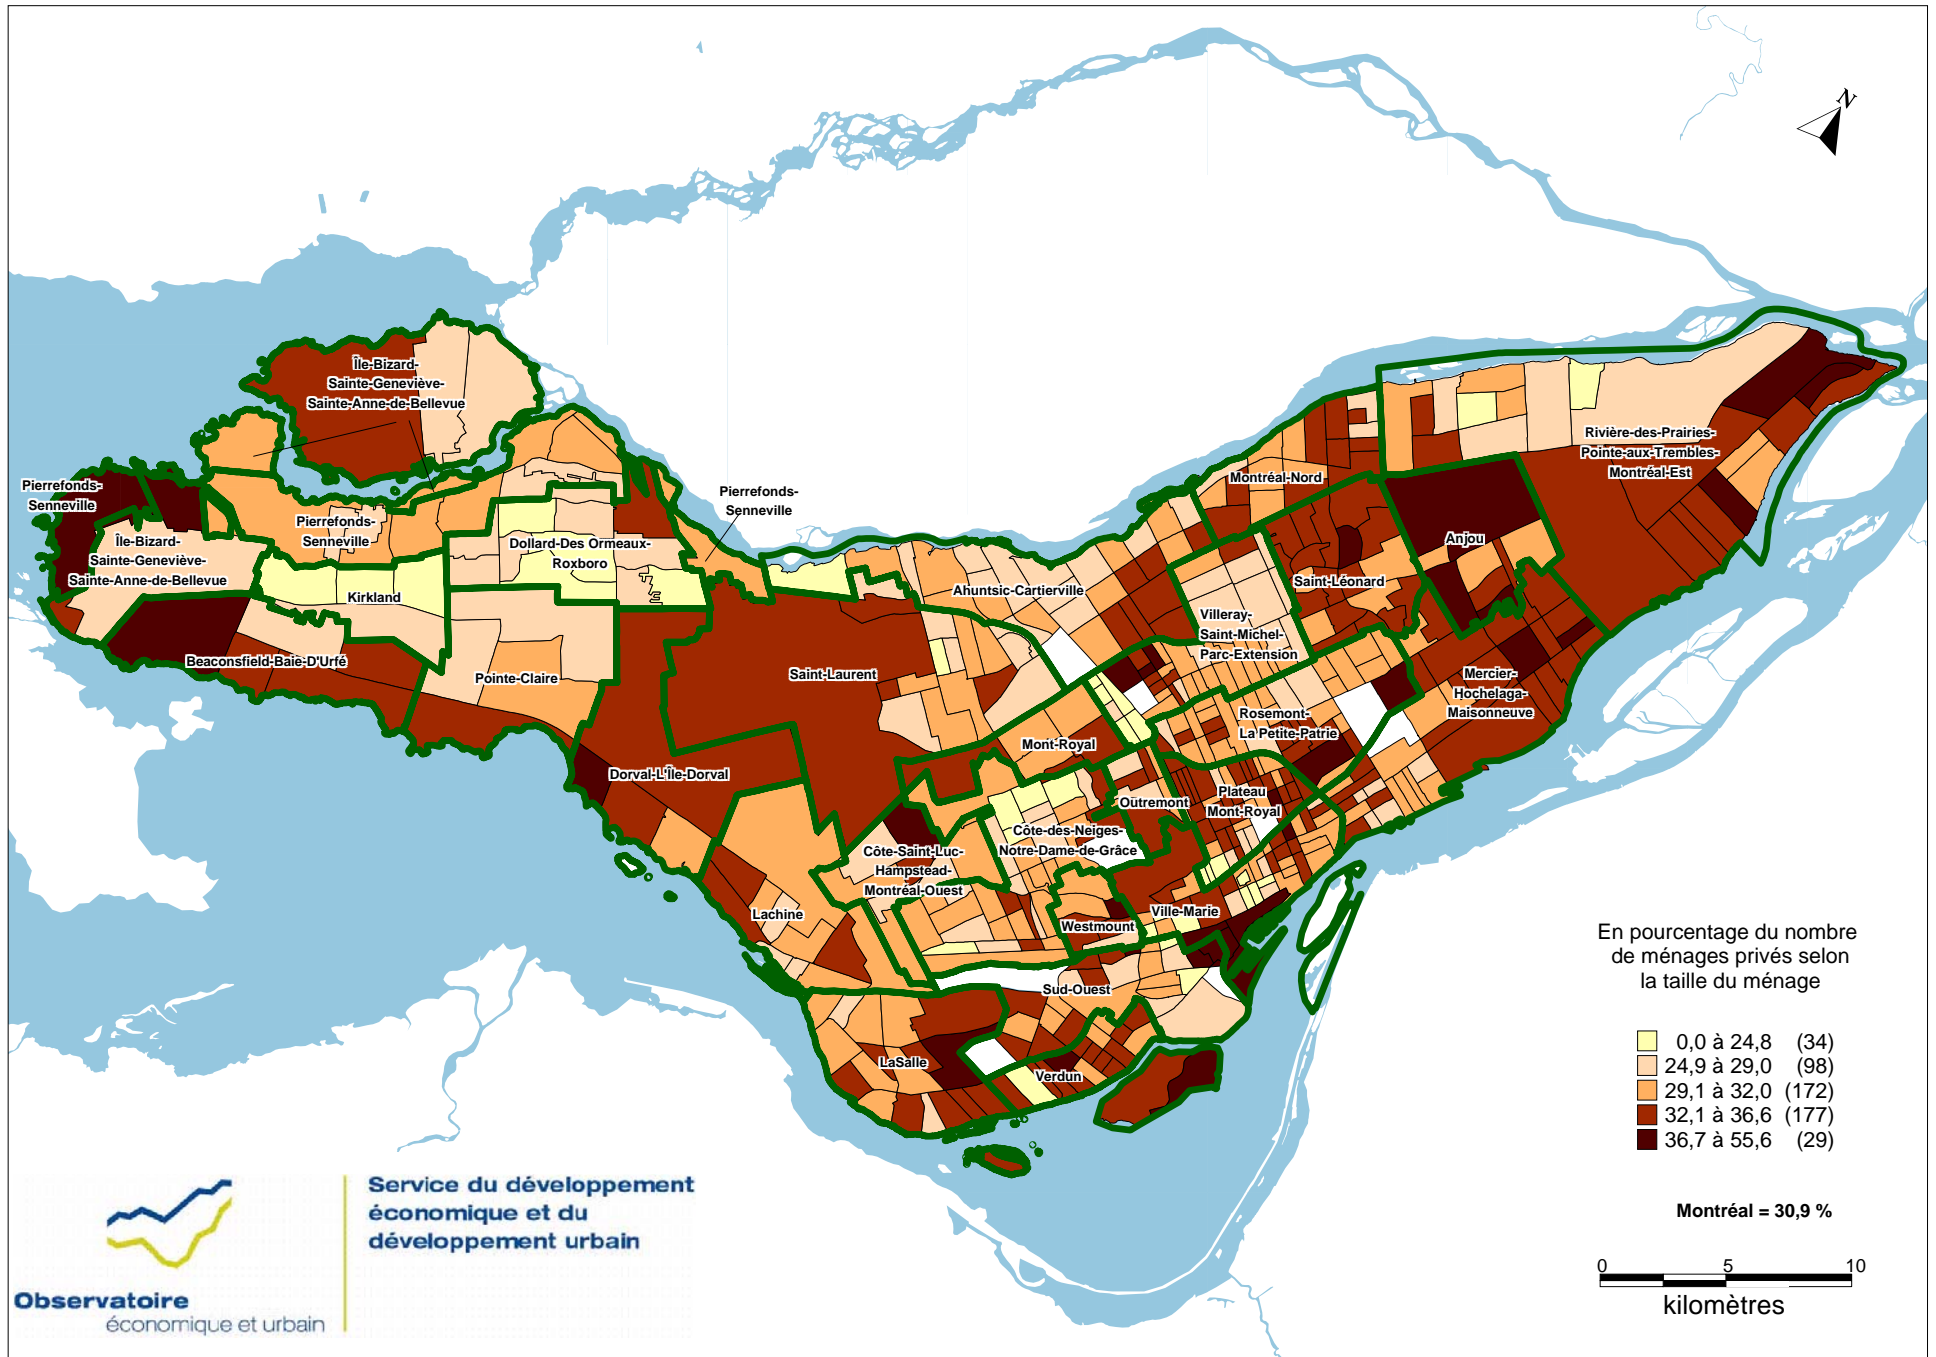 N
Île-Bizard-
Sainte-Geneviève-
Sainte-Anne-de-Bellevue
Pierrefonds-
Senneville
Pierrefonds-
Senneville
Pierrefonds-
Senneville
Île-Bizard-
Sainte-Geneviève-
Sainte-Anne-de-Bellevue
Dollard-Des Ormeaux-
Roxboro
Kirkland
Beaconsfield-Baie-D'Urfé
Pointe-Claire
Dorval-L'Île-Dorval
Saint-Laurent
Ahuntsic-Cartierville
Montréal-Nord
Rivière-des-Prairies-
Pointe-aux-Trembles-
Montréal-Est
Anjou
Saint-Léonard
Villeray-
Saint-Michel-
Parc-Extension
Mercier-
Hochelaga-
Maisonneuve
Rosemont-
La Petite-Patrie
Mont-Royal
Outremont
Plateau
Mont-Royal
Côte-des-Neiges-
Notre-Dame-de-Grâce
Côte-Saint-Luc-
Hampstead-
Montréal-Ouest
Lachine
Westmount
Ville-Marie
Sud-Ouest
LaSalle
Verdun
En pourcentage du nombre
de ménages privés selon
la taille du ménage
0,0 à 24,8 (34)
24,9 à 29,0 (98)
29,1 à 32,0 (172)
32,1 à 36,6 (177)
36,7 à 55,6 (29)
Montréal = 30,9 %
0 5 10
kilomètres
Service du développement
économique et du
développement urbain
Observatoire
économique et urbain